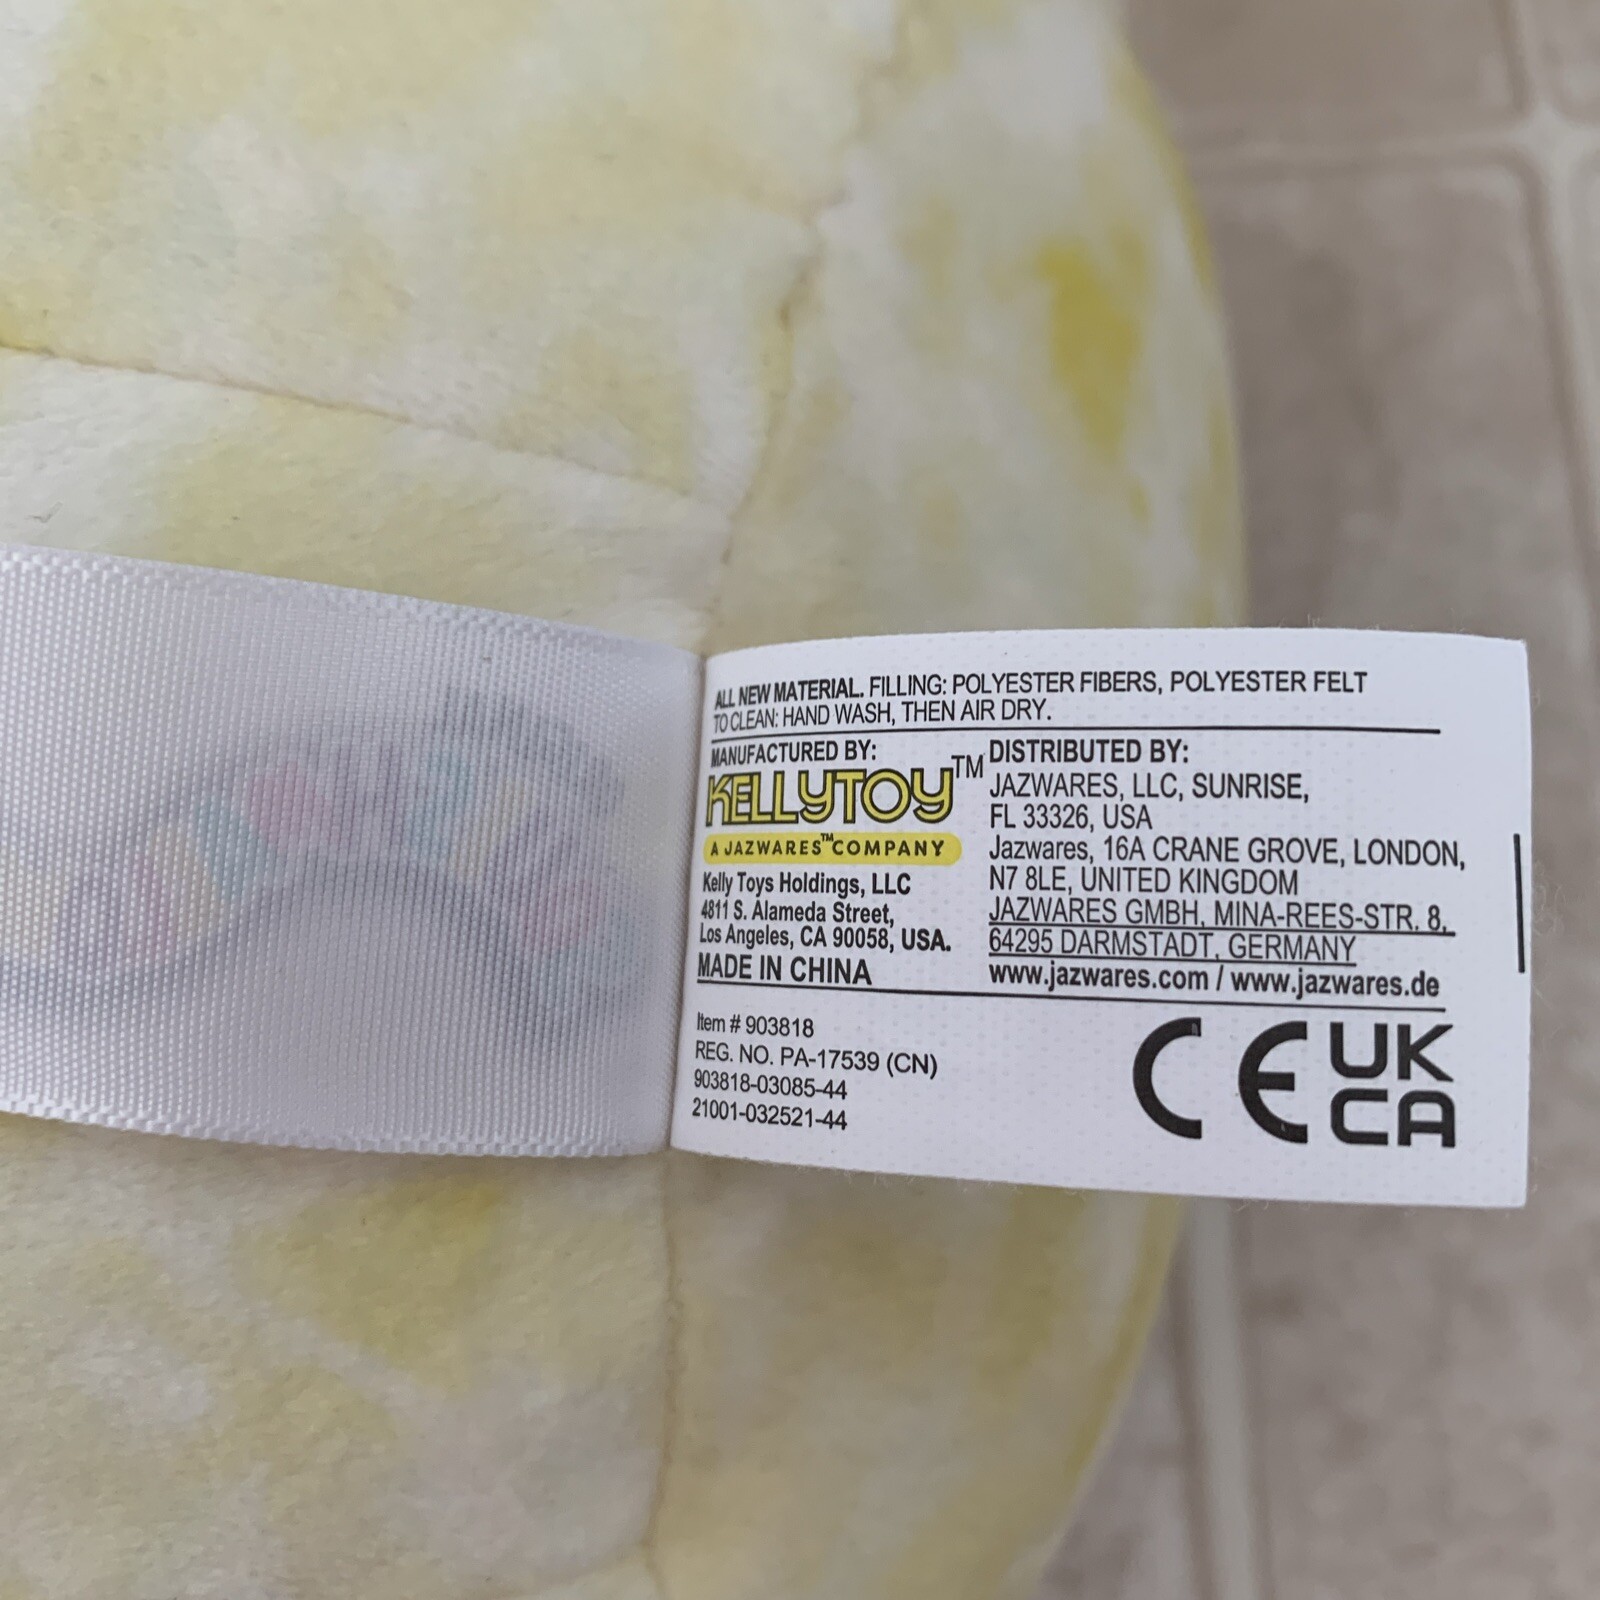 ALL NEW MATERIAL. FILLING: POLYESTER FIBERS, POLYESTER FELT
TO CLEAN: HAND WASH, THEN AIR DRY.
MANUFACTURED BY:
KELLYTOY™
A JAZWARES™ COMPANY
Kelly Toys Holdings, LLC
4811 S. Alameda Street,
Los Angeles, CA 90058, USA.
MADE IN CHINA
DISTRIBUTED BY:
JAZWARES, LLC, SUNRISE,
FL 33326, USA
Jazwares, 16A CRANE GROVE, LONDON,
N7 8LE, UNITED KINGDOM
JAZWARES GMBH, MINA-REES-STR. 8,
64295 DARMSTADT, GERMANY
www.jazwares.com / www.jazwares.de
Item # 903818
REG. NO. PA-17539 (CN)
903818-03085-44
21001-032521-44
CE
UK
CA